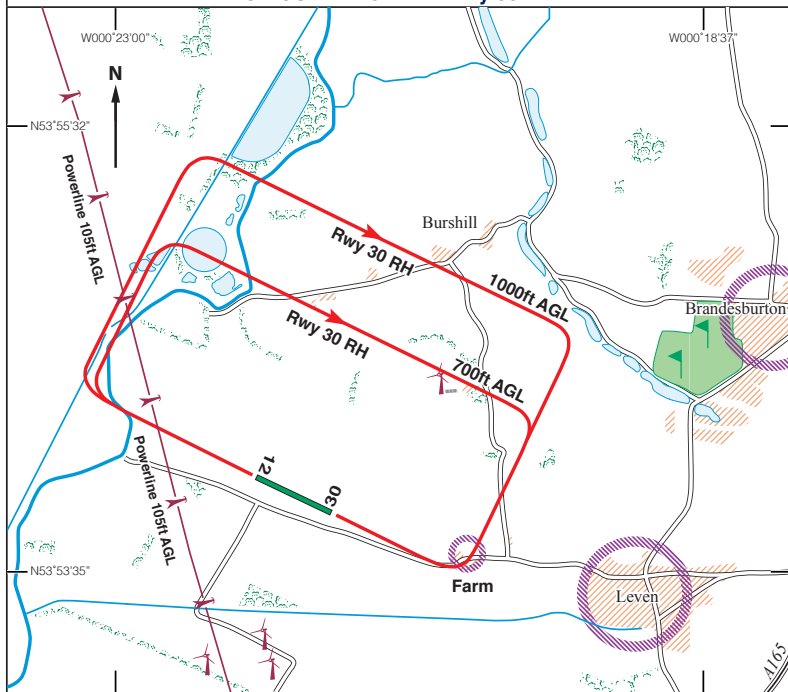 W000°23'00"
W000°18'37"
N
N53°55'32"
Powerline 105ft AGL
Burshill
Rwy 30 RH
1000ft AGL
Brandesburton
Rwy 30 RH
700ft AGL
Powerline 105ft AGL
12
30
N53°53'35"
Farm
Leven
A165